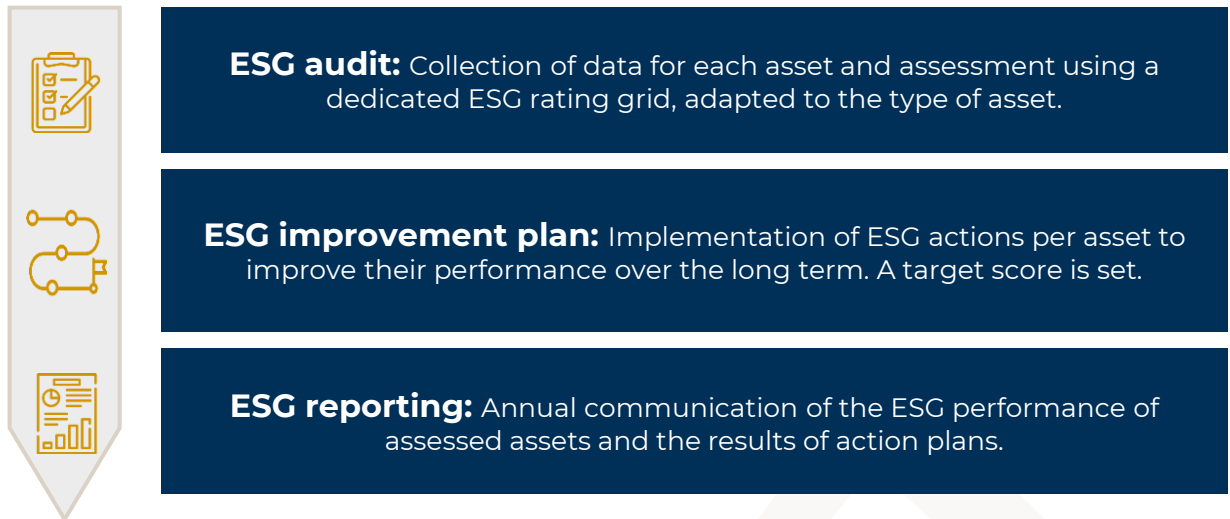 ESG audit: Collection of data for each asset and assessment using a
dedicated ESG rating grid, adapted to the type of asset.
ESG improvement plan: Implementation of ESG actions per asset to
improve their performance over the long term. A target score is set.
ESG reporting: Annual communication of the ESG performance of
assessed assets and the results of action plans.